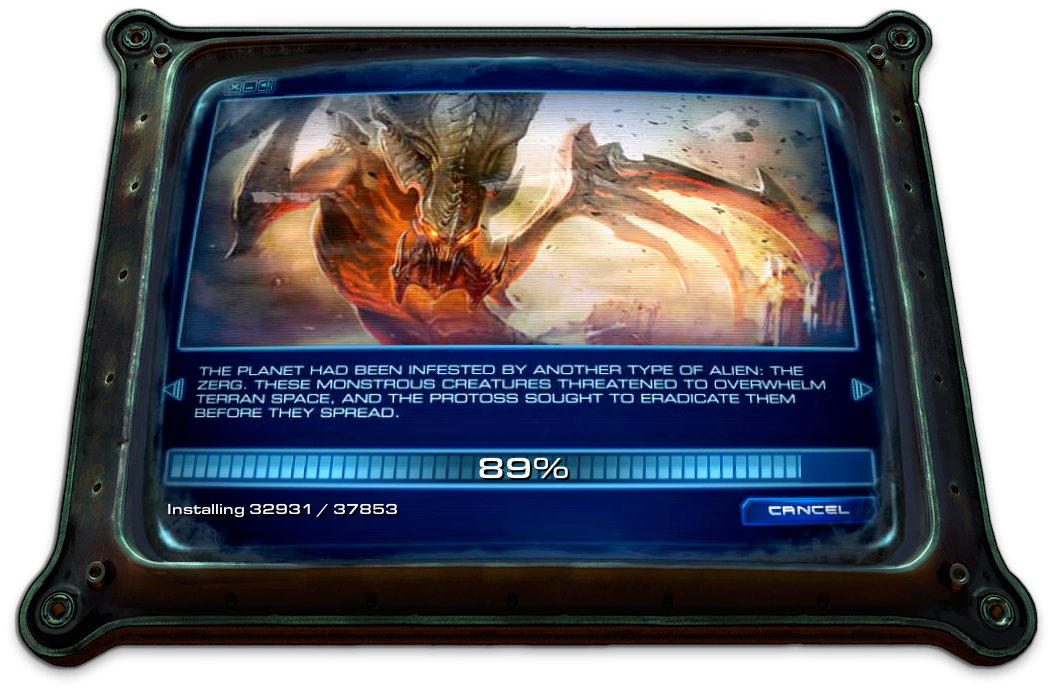 THE PLANET HAD BEEN INFESTED BY ANOTHER TYPE OF ALIEN: THE
ZERG. THESE MONSTROUS CREATURES THREATENED TO OVERWHELM
TERRAN SPACE, AND THE PROTOSS SOUGHT TO ERADICATE THEM
BEFORE THEY SPREAD.
89%
Installing 32931 / 37853
CANCEL